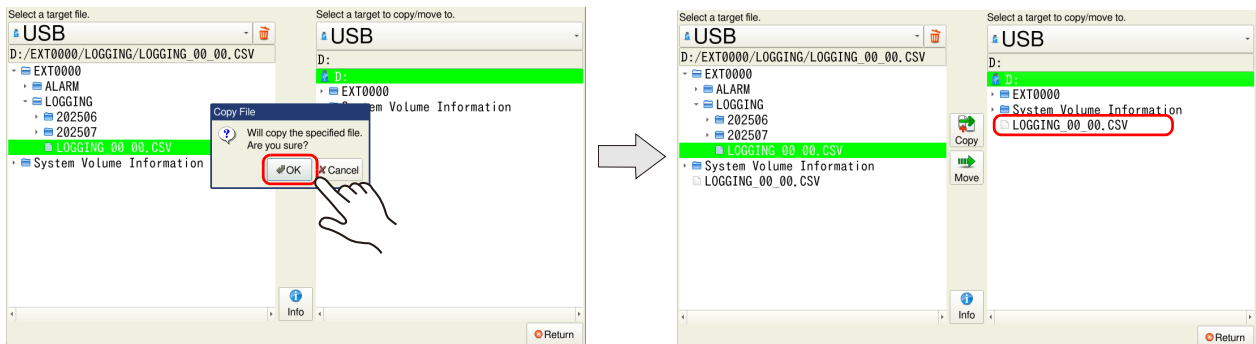 Select a target file.
USB
D:/EXT0000/LOGGING/LOGGING_00_00.CSV
EXT0000
ALARM
LOGGING
202506
202507
LOGGING_00_00.CSV
System Volume Information
Copy File
Will copy the specified file.
Are you sure?
OK
Cancel
Info
Select a target to copy/move to.
USB
D:
D:
EXT0000
em Volume Information
Return
Select a target file.
USB
D:/EXT0000/LOGGING/LOGGING_00_00.CSV
EXT0000
ALARM
LOGGING
202506
202507
LOGGING_00_00.CSV
System Volume Information
LOGGING_00_00.CSV
Copy
Move
Info
Select a target to copy/move to.
USB
D:
D:
EXT0000
System Volume Information
LOGGING_00_00.CSV
Return